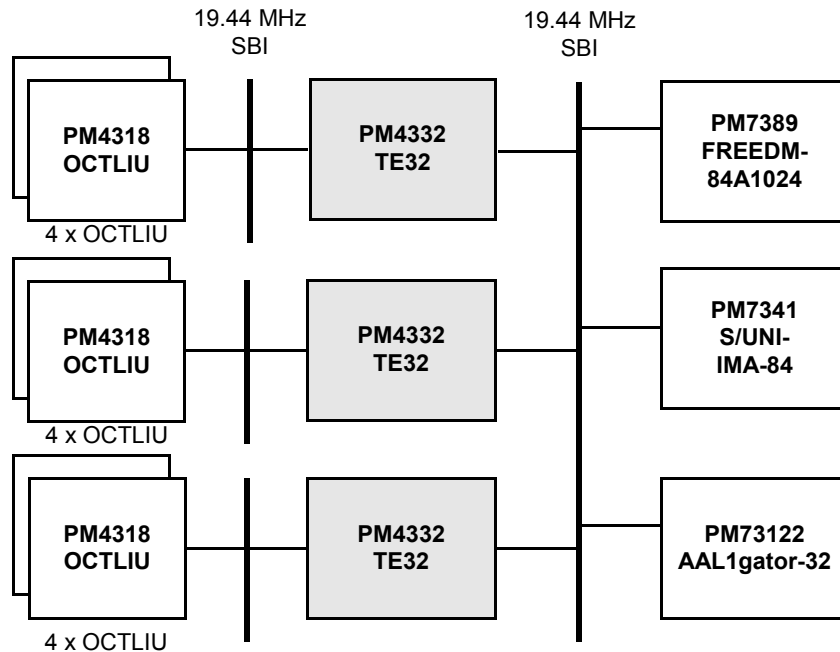 19.44 MHz
SBI
19.44 MHz
SBI
PM4318
OCTLIU
4 x OCTLIU
PM4332
TE32
PM7389
FREEDM-
84A1024
PM4318
OCTLIU
4 x OCTLIU
PM4332
TE32
PM7341
S/UNI-
IMA-84
PM4318
OCTLIU
4 x OCTLIU
PM4332
TE32
PM73122
AAL1gator-32